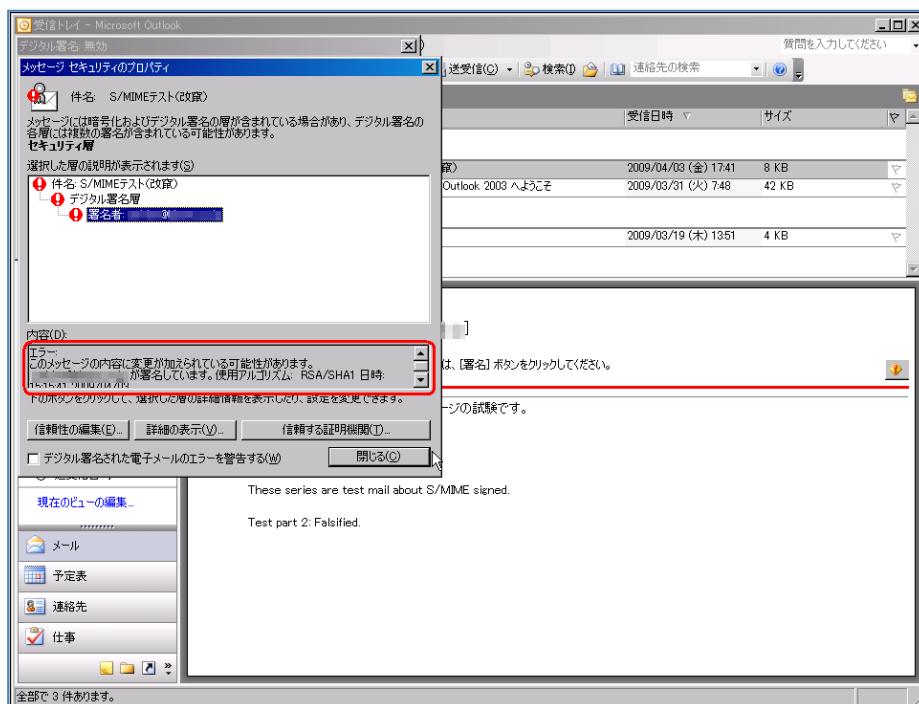 受信トレイ - Microsoft Outlook
デジタル署名: 無効
質問を入力してください
メッセージ セキュリティのプロパティ
送受信(C)
検索(I)
連絡先の検索
件名: S/MIMEテスト(改竄)
メッセージには暗号化およびデジタル署名の層が含まれている場合があり、デジタル署名の
各層には複数の署名が含まれている可能性があります。
セキュリティ層
選択した層の説明が表示されます(S)
件名: S/MIMEテスト(改竄)
デジタル署名層
署名者:
受信日時
サイズ
竄)
2009/04/03 (金) 17:41
8 KB
Outlook 2003 へようこそ
2009/03/31 (火) 7:48
42 KB
2009/03/19 (木) 13:51
4 KB
内容(D):
エラー:
このメッセージの内容に変更が加えられている可能性があります。
が署名しています。使用アルゴリズム: RSA/SHA1 日時:
下のボタンをクリックして、選択した層の詳細情報を表示したり、設定を変更できます。
信頼性の編集(E)...
詳細の表示(V)...
信頼する証明機関(T)...
デジタル署名された電子メールのエラーを警告する(W)
閉じる(C)
は、[署名] ボタンをクリックしてください。
ージの試験です。
These series are test mail about S/MIME signed.
Test part 2: Falsified.
現在のビューの編集...
メール
予定表
連絡先
仕事
全部で 3 件あります。